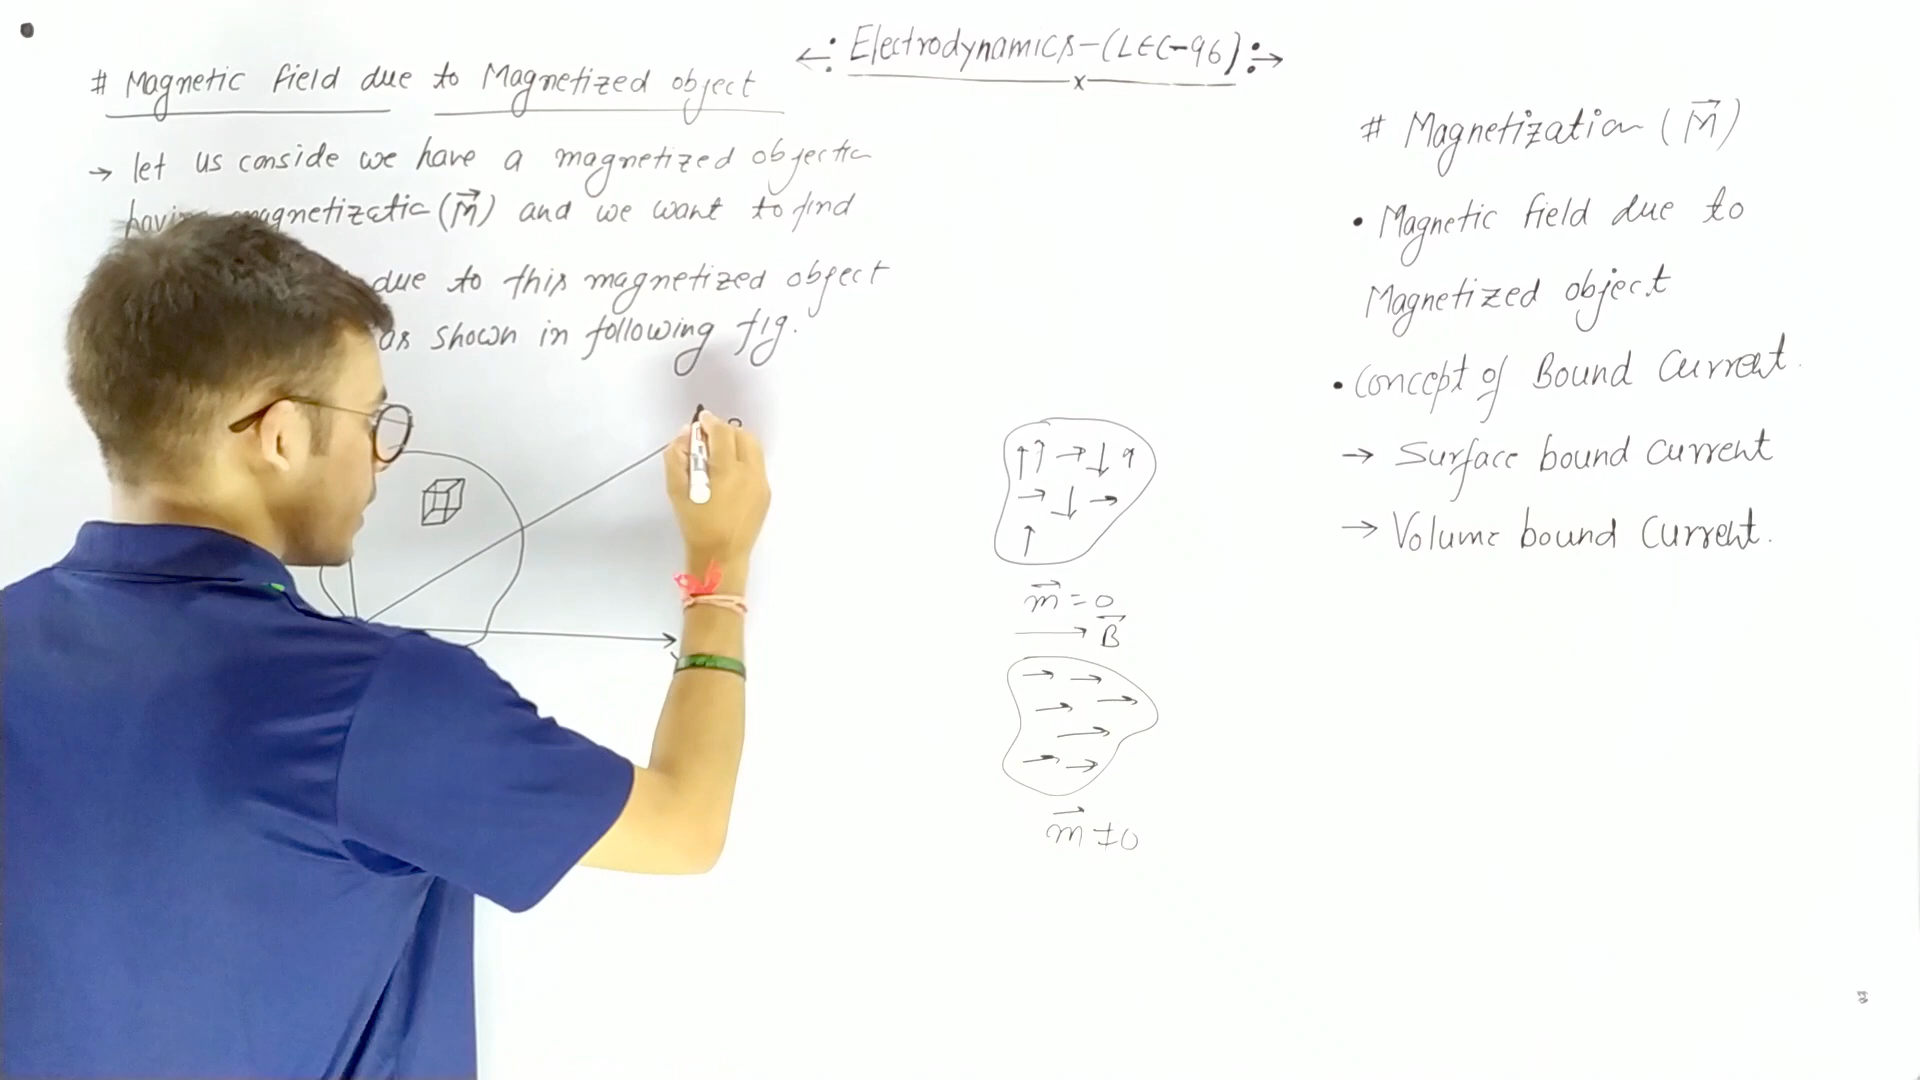 ←: Electrodynamics-(LEC-96):→
# Magnetic field due to Magnetized object
→ let us conside we have a magnetized objectic
(M⃗) and we want to find
due to this magnetized object
as shown in following fig.
m⃗ = 0
B⃗
m⃗ ≠ 0
# Magnetization (M⃗)
• Magnetic field due to
Magnetized object
• Concept of Bound Current.
→ Surface bound Current
→ Volume bound Current.